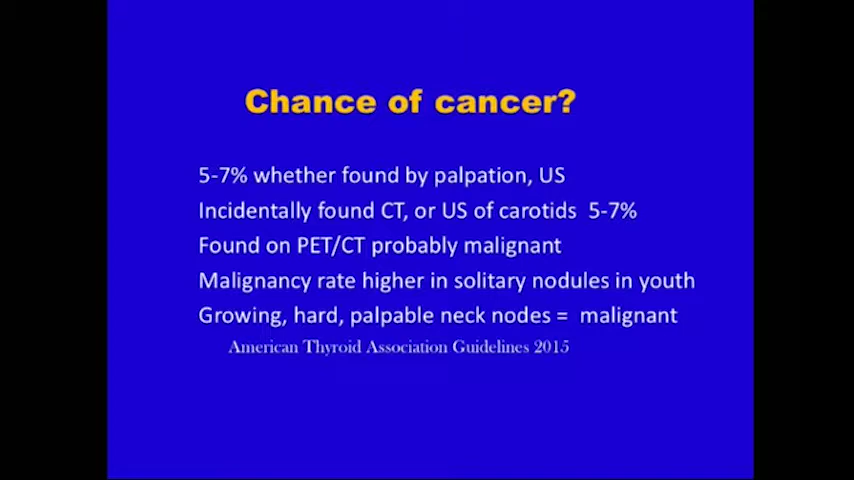 Chance of cancer?
5-7% whether found by palpation, US
Incidentally found CT, or US of carotids 5-7%
Found on PET/CT probably malignant
Malignancy rate higher in solitary nodules in youth
Growing, hard, palpable neck nodes = malignant
American Thyroid Association Guidelines 2015